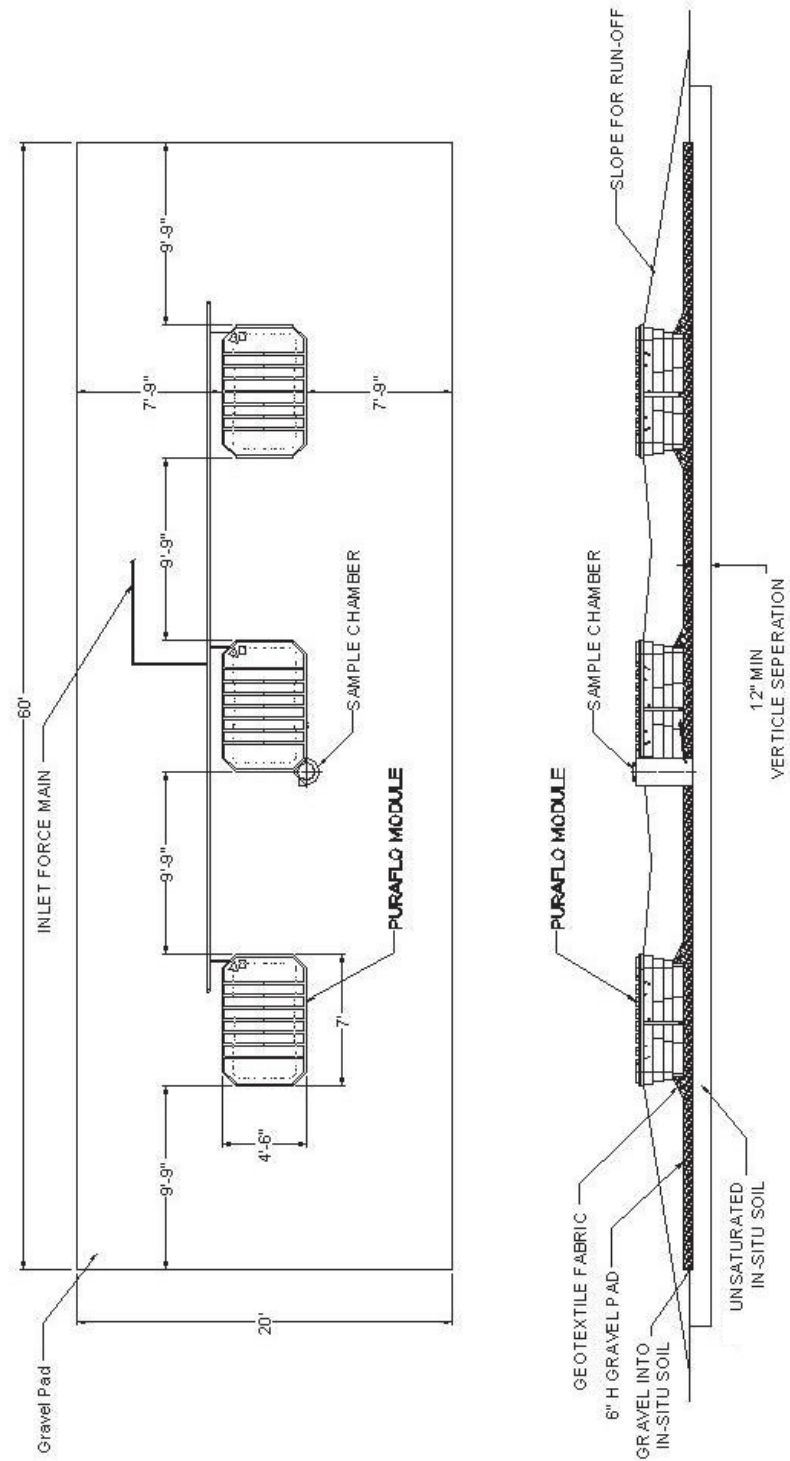 60'
INLET FORCE MAIN
Gravel Pad
9'-9"
9'-9"
9'-9"
9'-9"
7'-9"
7'-9"
20'
4'-6"
7'
PURAFLO MODULE
SAMPLE CHAMBER
PURAFLO MODULE
SAMPLE CHAMBER
SLOPE FOR RUN-OFF
GEOTEXTILE FABRIC
6" H GRAVEL PAD
GRAVEL INTO
IN-SITU SOIL
UNSATURATED
IN-SITU SOIL
12" MIN
VERTICLE SEPERATION